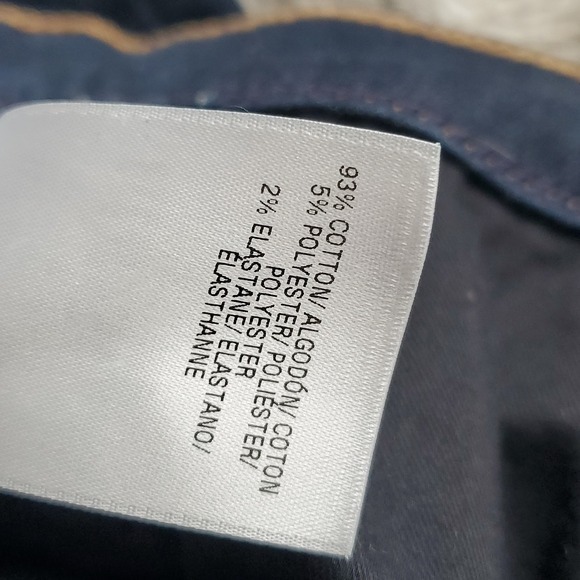 93% COTTON/ ALGODÓN/ COTON
5% POLYESTER/ POLIÉSTER/
POLYESTER
2% ELASTANE/ ELASTANO/
ÉLASTHANNE